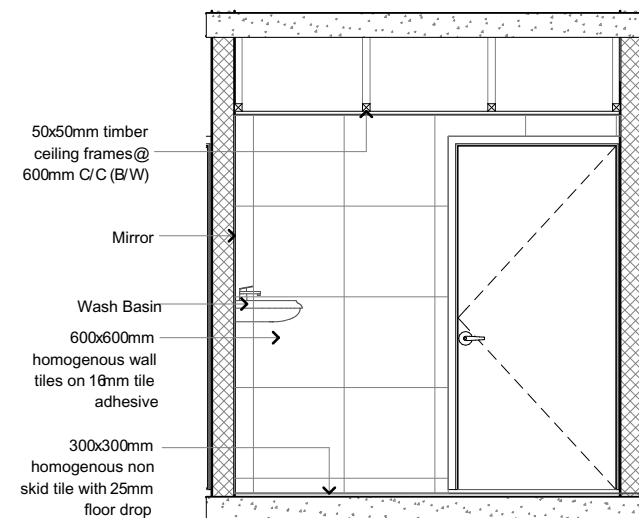 50x50mm timber
ceiling frames@
600mm C/C (B/W)
Mirror
Wash Basin
600x600mm
homogenous wall
tiles on 16mm tile
adhesive
300x300mm
homogenous non
skid tile with 25mm
floor drop